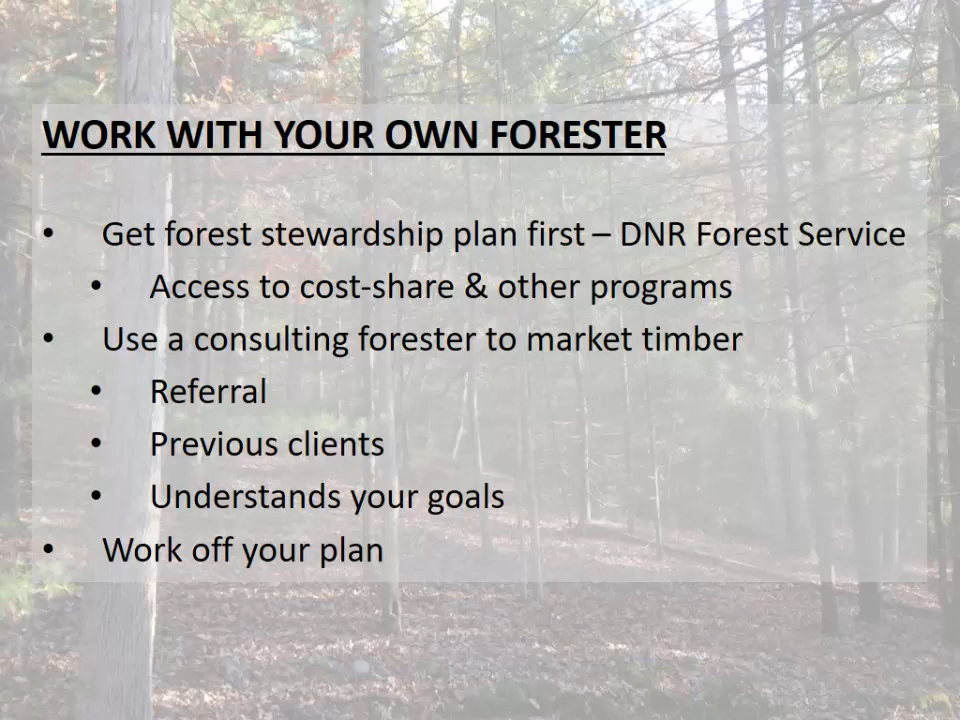 WORK WITH YOUR OWN FORESTER
• Get forest stewardship plan first – DNR Forest Service
• Access to cost-share & other programs
• Use a consulting forester to market timber
• Referral
• Previous clients
• Understands your goals
• Work off your plan